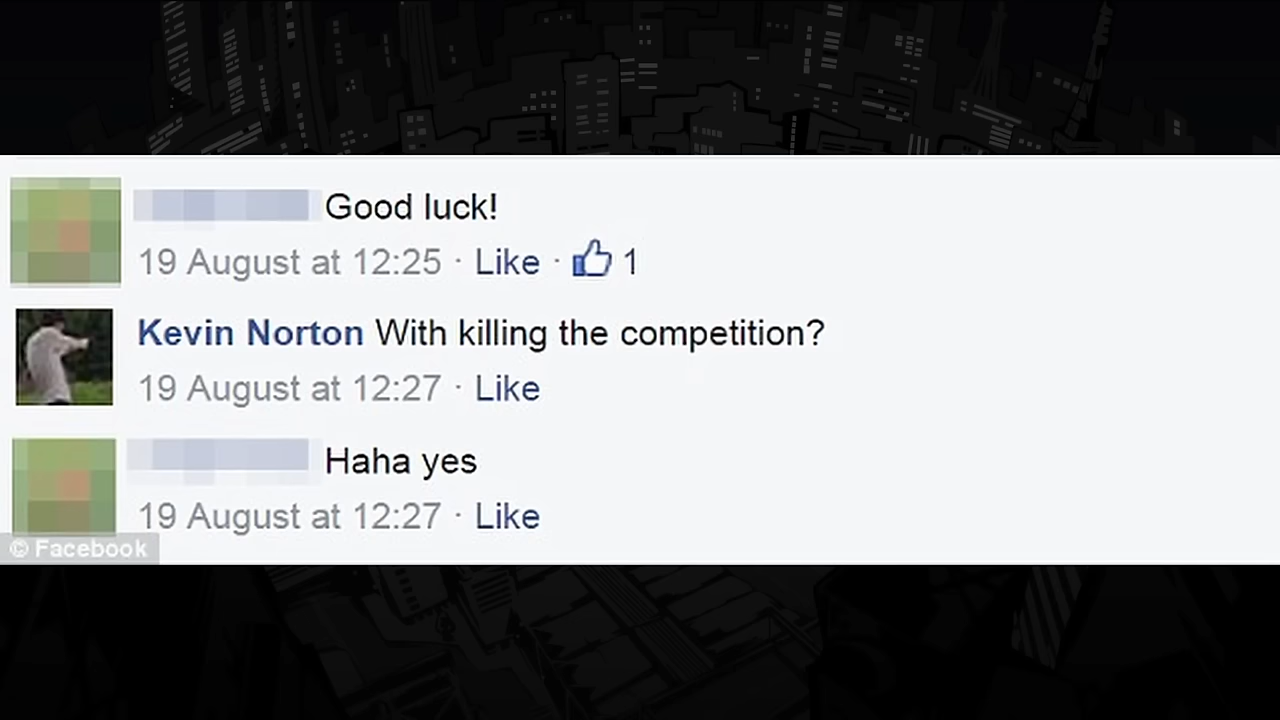 Good luck!
19 August at 12:25 · Like · 1
Kevin Norton With killing the competition?
19 August at 12:27 · Like
Haha yes
19 August at 12:27 · Like
© Facebook